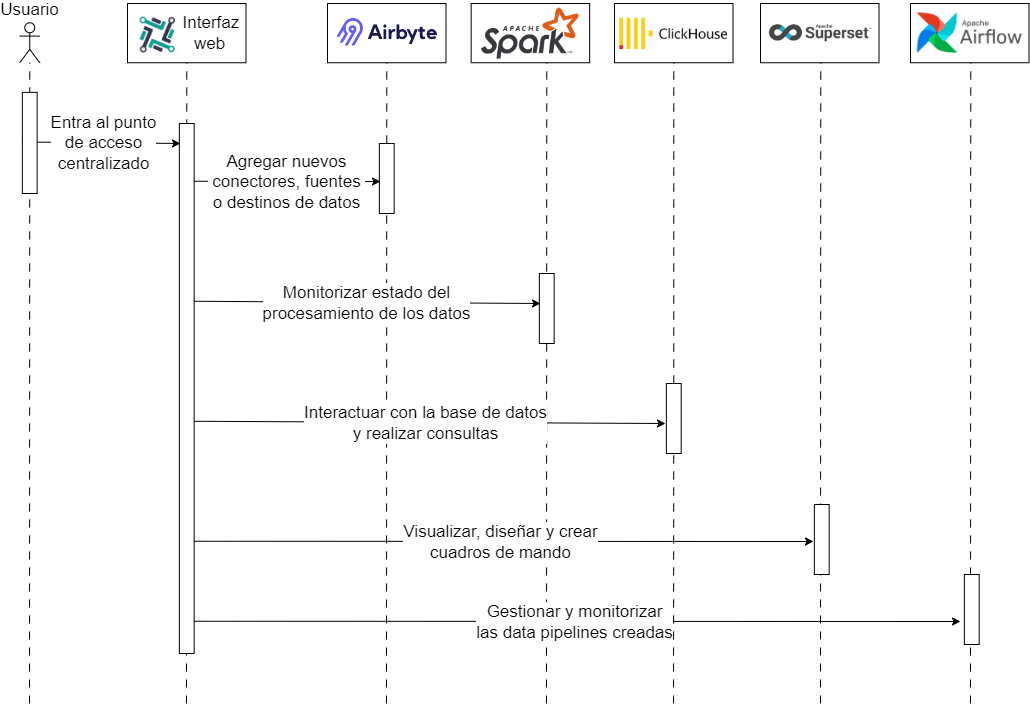 Usuario
Interfaz
web
Airbyte
APACHE
Spark
ClickHouse
Apache
Superset
Apache
Airflow
Entra al punto
de acceso
centralizado
Agregar nuevos
conectores, fuentes
o destinos de datos
Monitorizar estado del
procesamiento de los datos
Interactuar con la base de datos
y realizar consultas
Visualizar, diseñar y crear
cuadros de mando
Gestionar y monitorizar
las data pipelines creadas